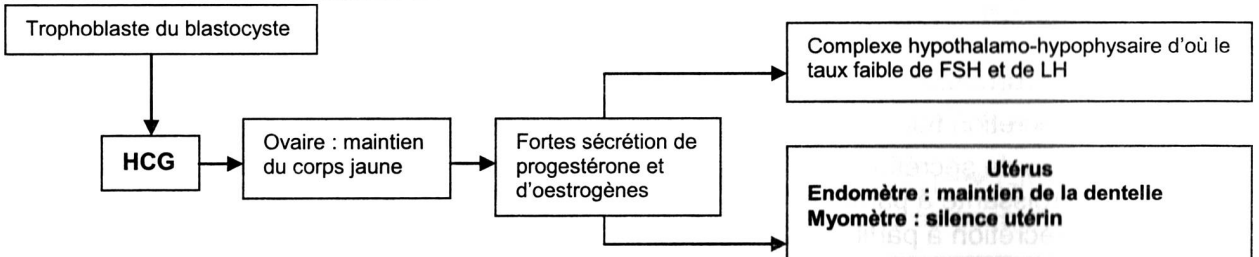 Trophoblaste du blastocyste
HCG
Ovaire : maintien
du corps jaune
Fortes sécrétion de
progestérone et
d'oestrogènes
Complexe hypothalamo-hypophysaire d'où le
taux faible de FSH et de LH
Utérus
Endomètre : maintien de la dentelle
Myomètre : silence utérin